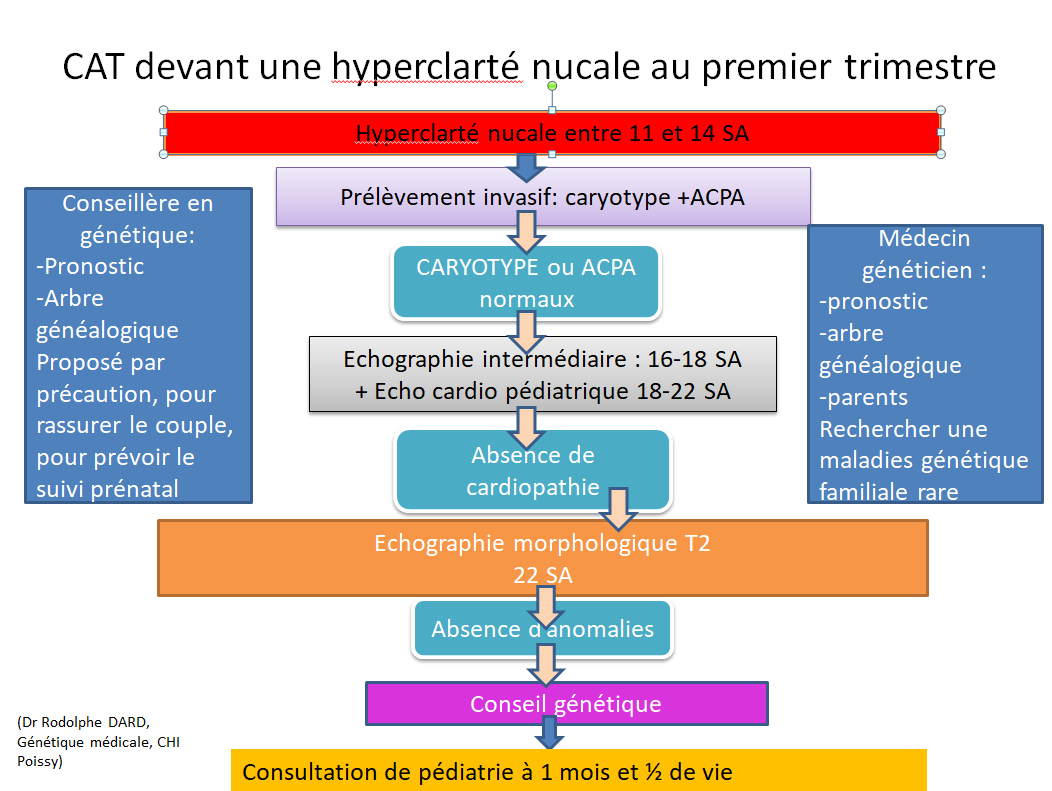 CAT devant une hyperclarté nucale au premier trimestre
Hyperclarté nucale entre 11 et 14 SA
Prélèvement invasif: caryotype +ACPA
Conseillère en
génétique:
-Pronostic
-Arbre
généalogique
Proposé par
précaution, pour
rassurer le couple,
pour prévoir le
suivi prénatal
CARYOTYPE ou ACPA
normaux
Echographie intermédiaire : 16-18 SA
+ Echo cardio pédiatrique 18-22 SA
Absence de
cardiopathie
Médecin
généticien :
-pronostic
-arbre
généalogique
-parents
Rechercher une
maladies génétique
familiale rare
Echographie morphologique T2
22 SA
Absence d'anomalies
Conseil génétique
(Dr Rodolphe DARD,
Génétique médicale, CHI
Poissy)
Consultation de pédiatrie à 1 mois et ½ de vie